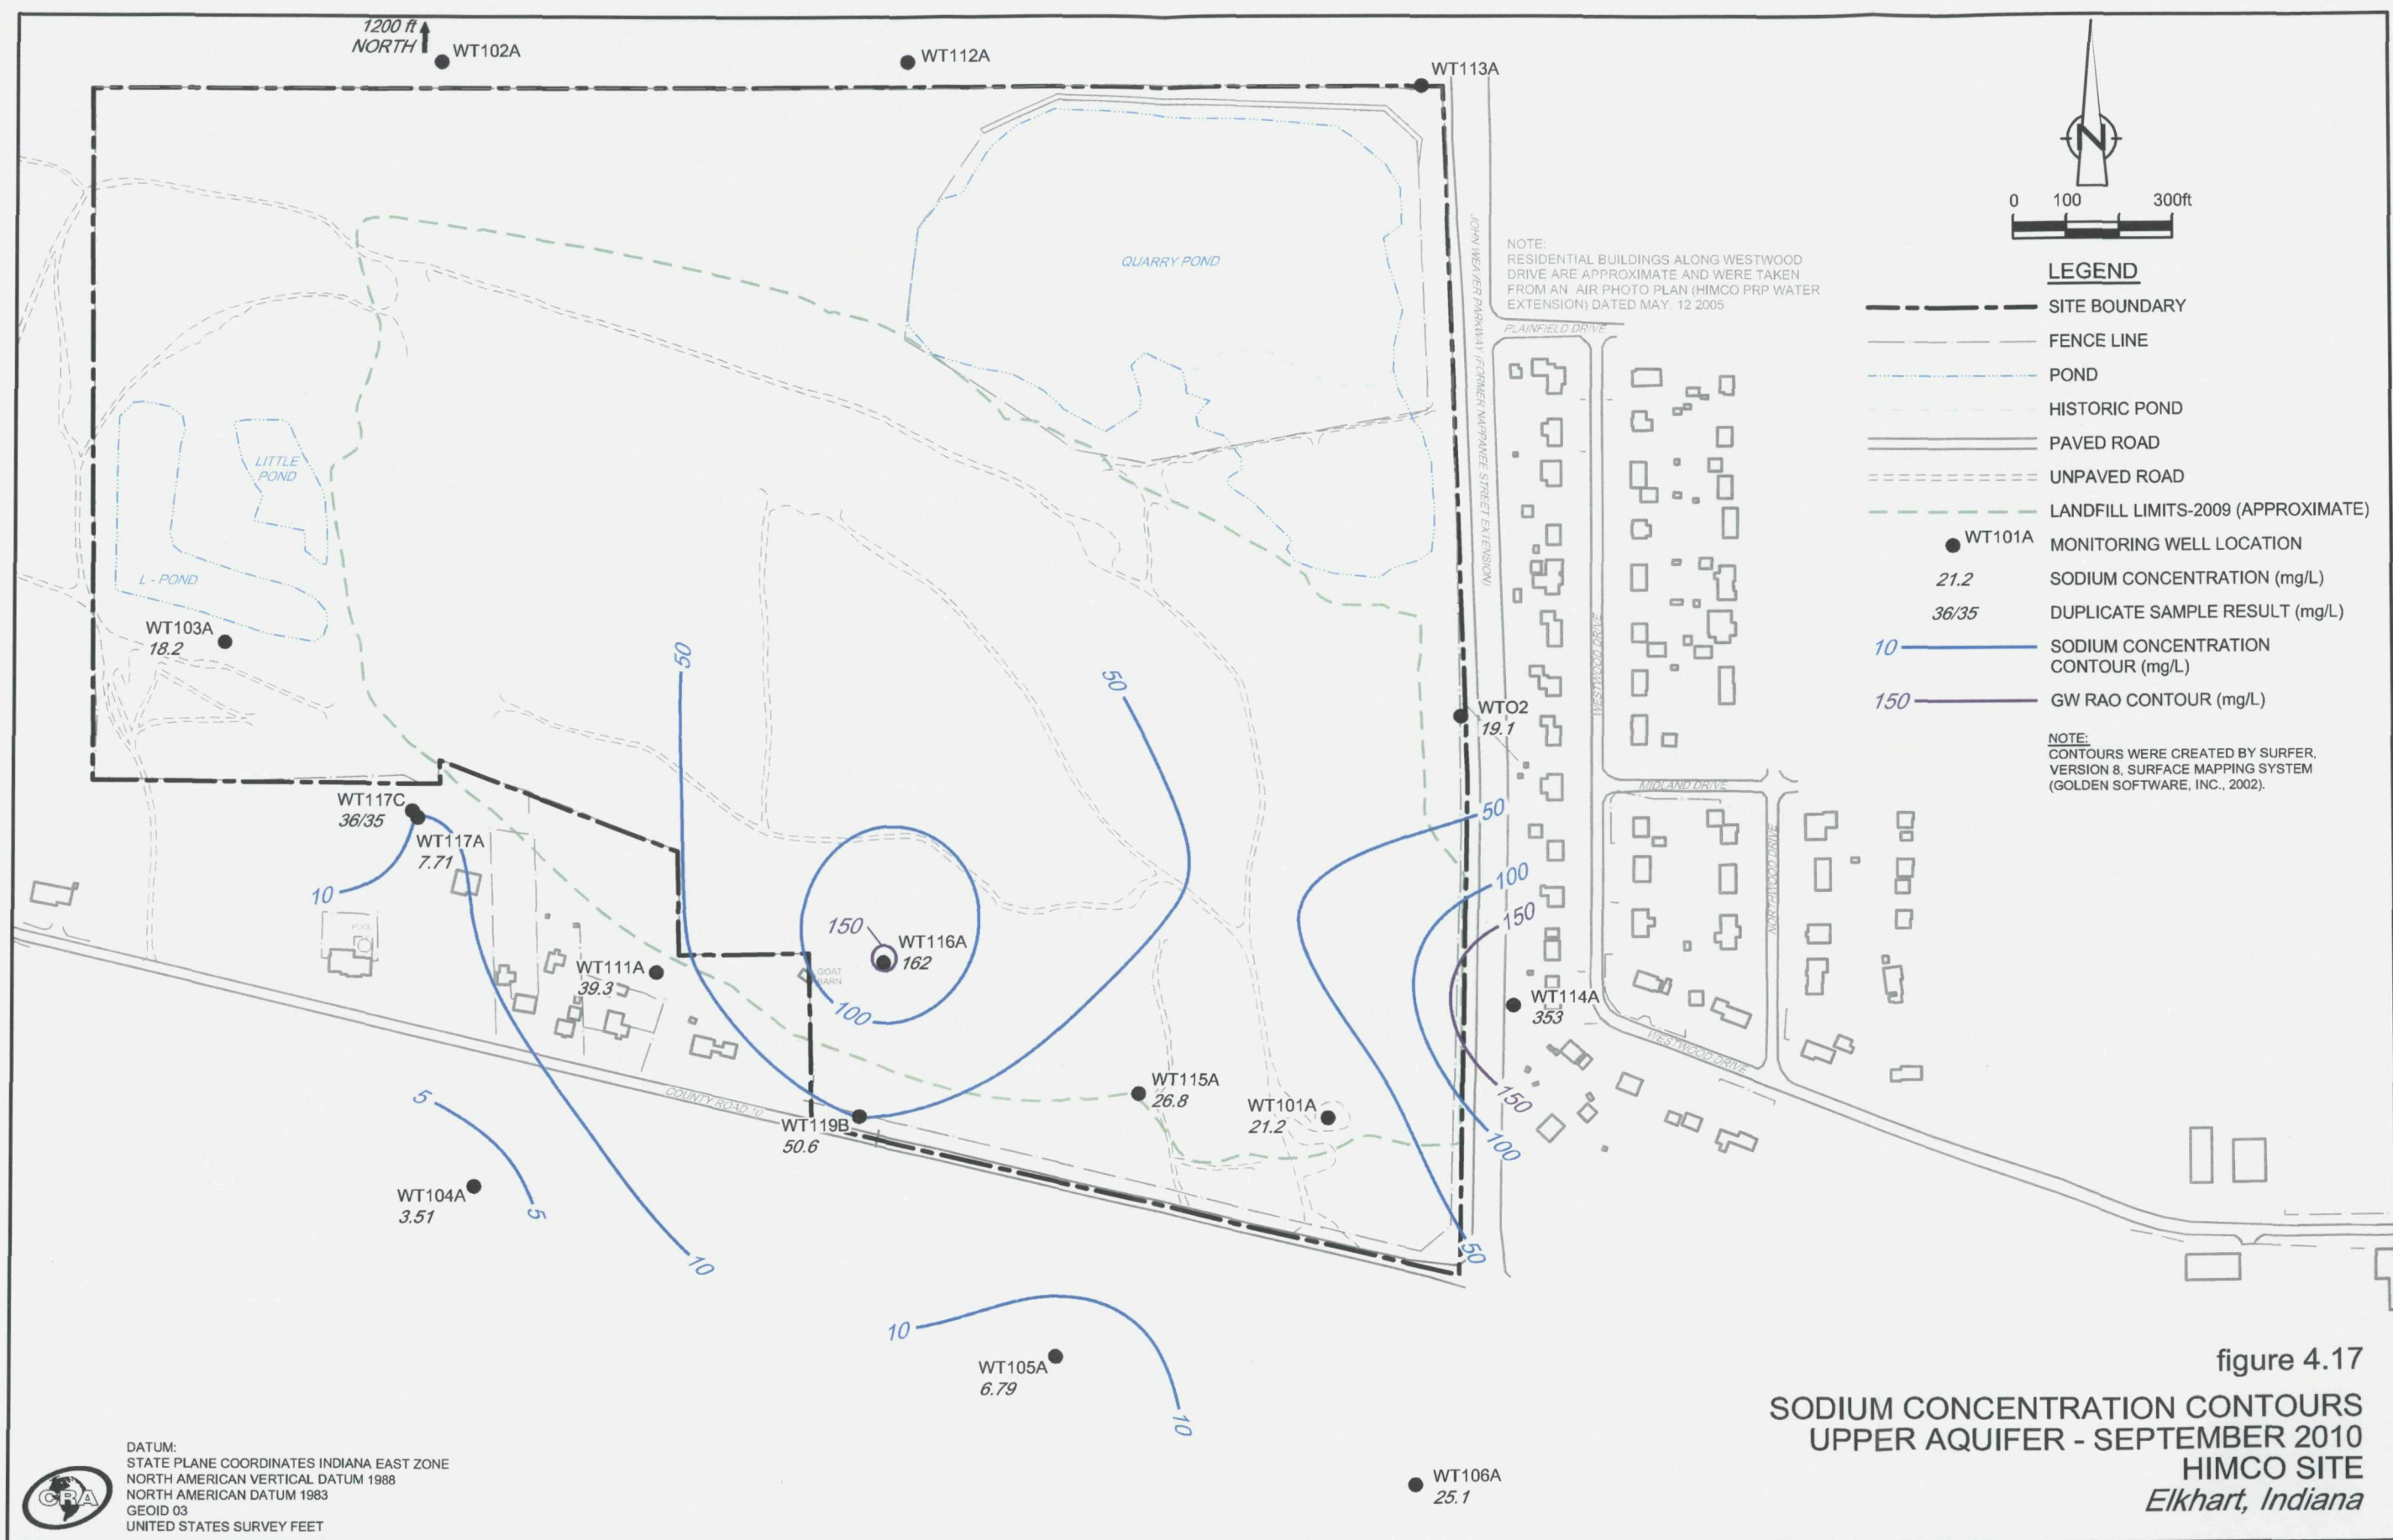 1200 ft
NORTH
WT102A
WT112A
WT113A
N
0 100 300ft
NOTE:
RESIDENTIAL BUILDINGS ALONG WESTWOOD
DRIVE ARE APPROXIMATE AND WERE TAKEN
FROM AN AIR PHOTO PLAN (HIMCO PRP WATER
EXTENSION) DATED MAY, 12 2005
LEGEND
SITE BOUNDARY
FENCE LINE
POND
HISTORIC POND
PAVED ROAD
UNPAVED ROAD
LANDFILL LIMITS-2009 (APPROXIMATE)
WT101A MONITORING WELL LOCATION
21.2 SODIUM CONCENTRATION (mg/L)
36/35 DUPLICATE SAMPLE RESULT (mg/L)
10 SODIUM CONCENTRATION
CONTOUR (mg/L)
150 GW RAO CONTOUR (mg/L)
NOTE:
CONTOURS WERE CREATED BY SURFER,
VERSION 8, SURFACE MAPPING SYSTEM
(GOLDEN SOFTWARE, INC., 2002).
QUARRY POND
JOHN WEAVER PARKWAY (FORMER NAPPANEE STREET EXTENSION)
PLAINFIELD DRIVE
LITTLE
POND
L - POND
WT103A
18.2
50
50
WESTWOOD DRIVE
WTO2
19.1
MIDLAND DRIVE
NORTHWOOD DRIVE
WT117C
36/35
WT117A
7.71
50
100
150
10
POOL
150
WT116A
162
WT111A
39.3
GOAT
BARN
100
WT114A
353
WESTWOOD DRIVE
WT115A
26.8
WT101A
21.2
150
100
5
COUNTY ROAD 10
WT119B
50.6
WT104A
3.51
5
10
50
10
WT105A
6.79
10
WT106A
25.1
CRA
DATUM:
STATE PLANE COORDINATES INDIANA EAST ZONE
NORTH AMERICAN VERTICAL DATUM 1988
NORTH AMERICAN DATUM 1983
GEOID 03
UNITED STATES SURVEY FEET
figure 4.17
SODIUM CONCENTRATION CONTOURS
UPPER AQUIFER - SEPTEMBER 2010
HIMCO SITE
Elkhart, Indiana